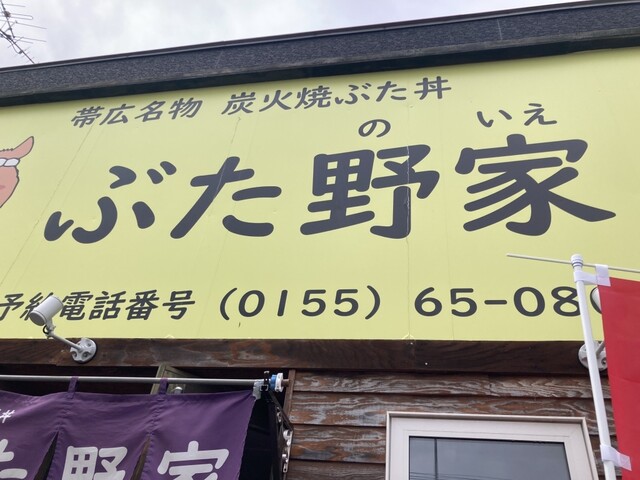 帯広名物 炭火焼ぶた丼
の いえ
ぶた野家
予約電話番号 (0155) 65-08
ぶた野家